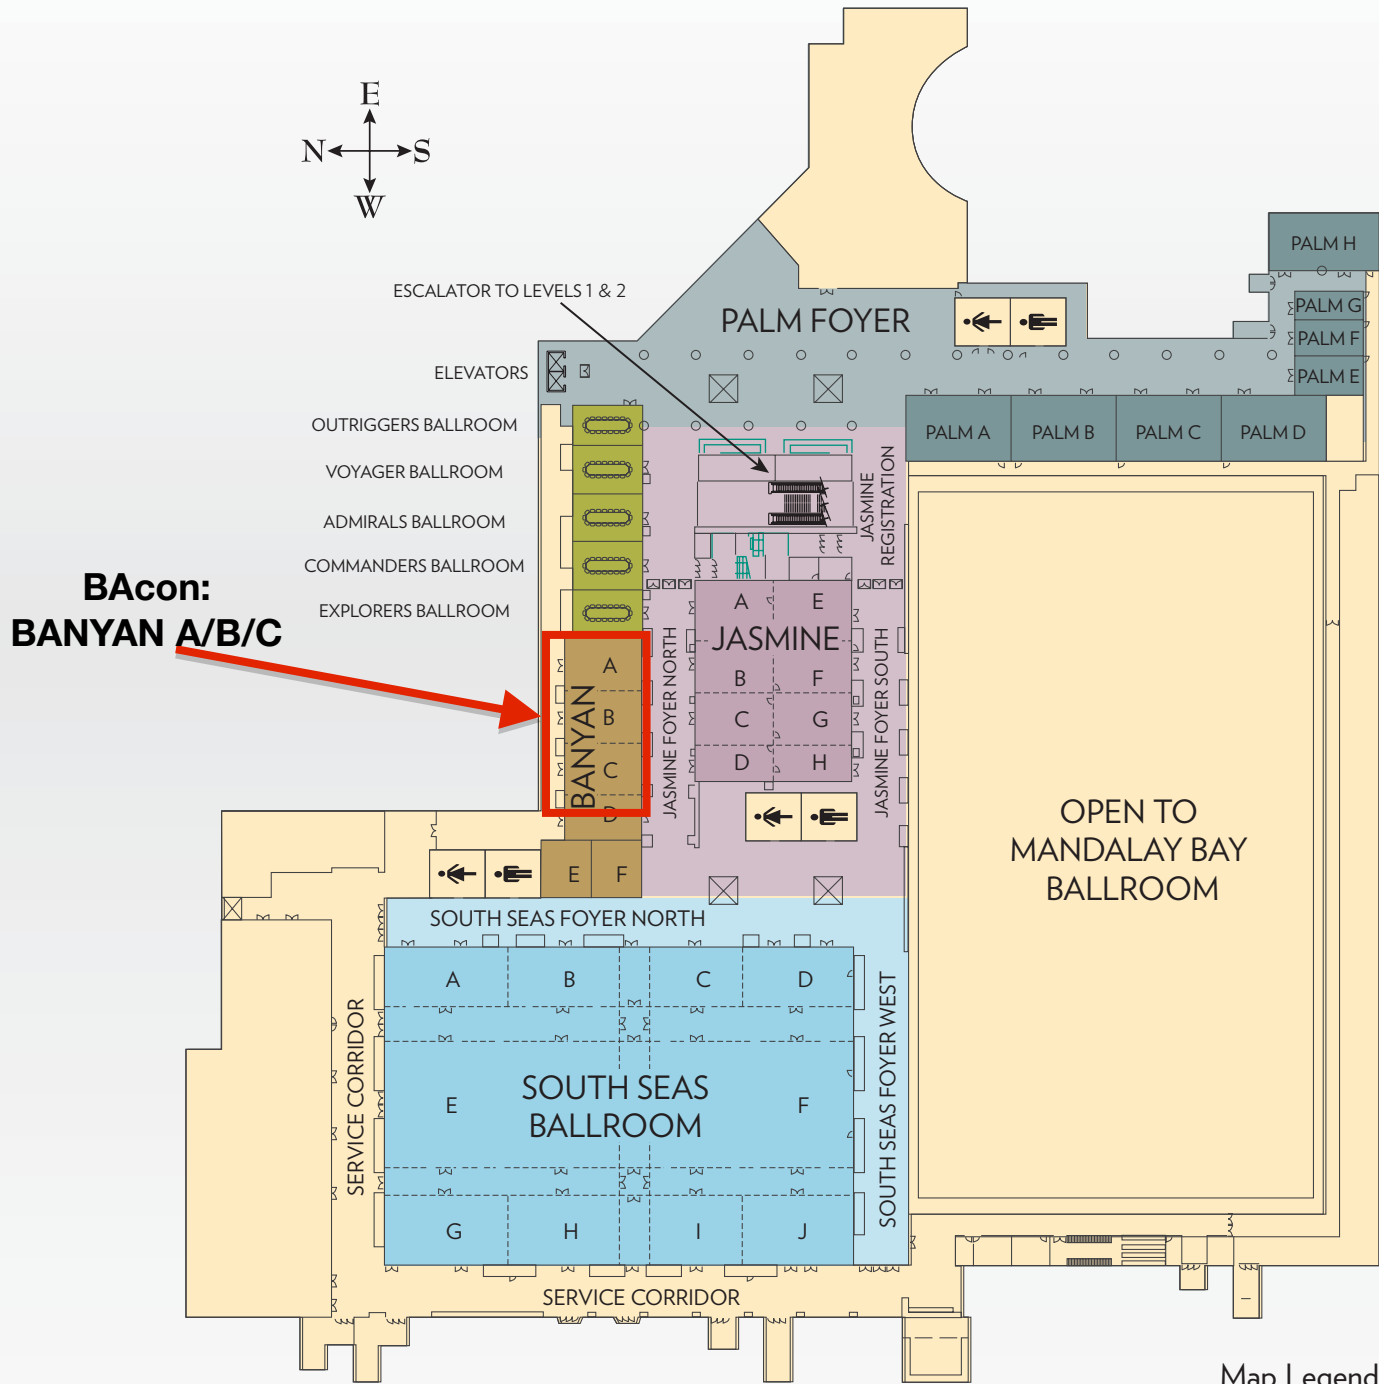 E
N S
W
ESCALATOR TO LEVELS 1 & 2
PALM FOYER
PALM H
PALM G
PALM F
PALM E
ELEVATORS
OUTRIGGERS BALLROOM
VOYAGER BALLROOM
ADMIRALS BALLROOM
COMMANDERS BALLROOM
EXPLORERS BALLROOM
PALM A
PALM B
PALM C
PALM D
JASMINE
REGISTRATION
BAcon:
BANYAN A/B/C
BANYAN
A
B
C
D
E F
JASMINE FOYER NORTH
A E
JASMINE
B F
C G
D H
JASMINE FOYER SOUTH
OPEN TO
MANDALAY BAY
BALLROOM
SOUTH SEAS FOYER NORTH
A B C D
SOUTH SEAS
BALLROOM
E F
G H I J
SERVICE CORRIDOR
SOUTH SEAS FOYER WEST
SERVICE CORRIDOR
Map Legend